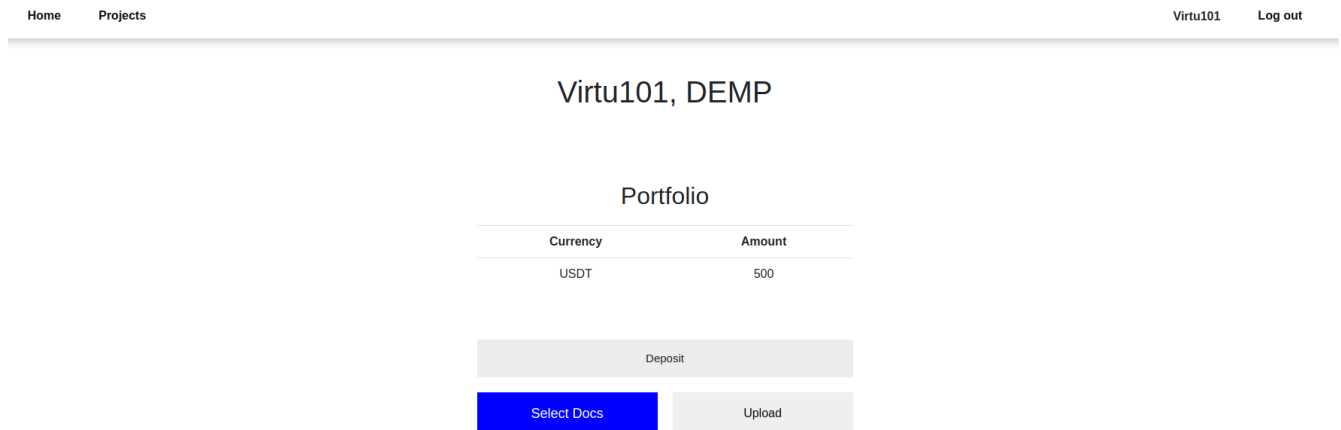 Home Projects Virtu101 Log out
Virtu101, DEMP
Portfolio
Currency Amount
USDT 500
Deposit
Select Docs Upload